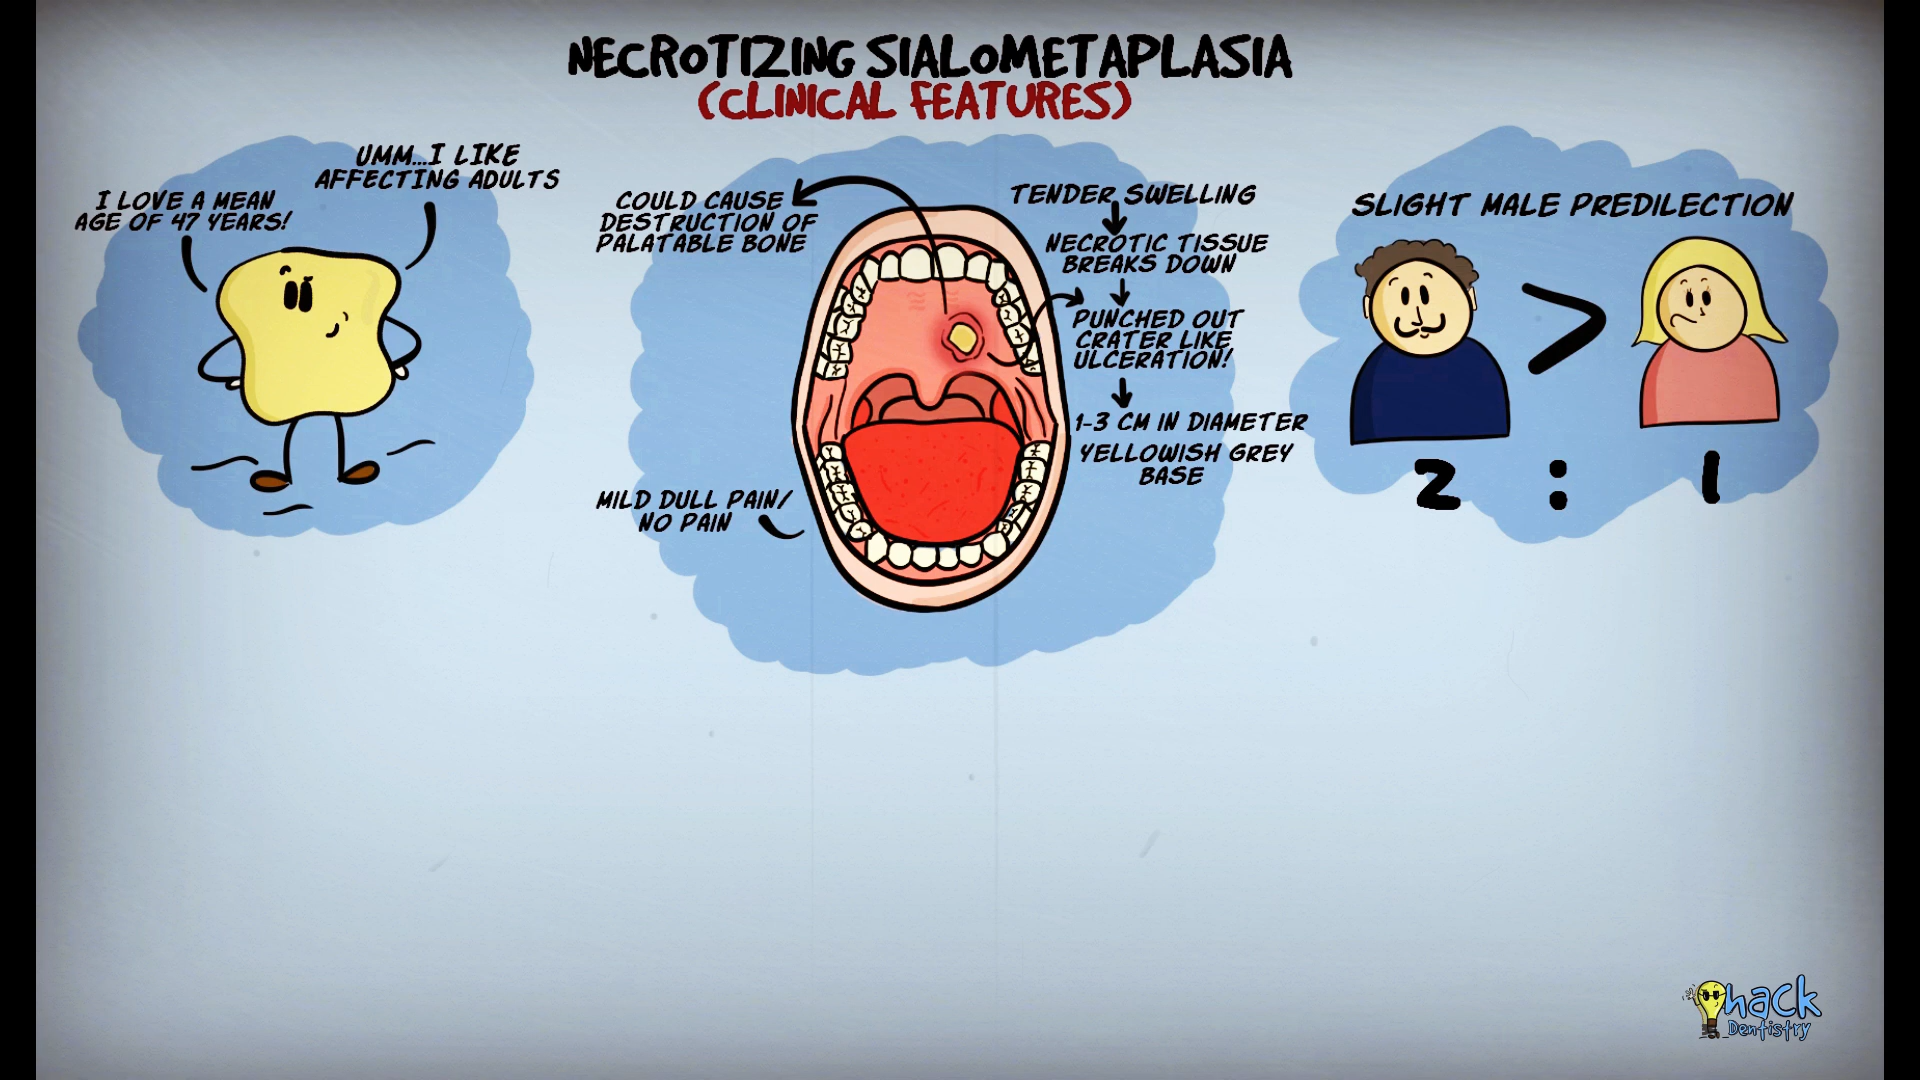 NECROTIZING SIALOMETAPLASIA
(CLINICAL FEATURES)
I LOVE A MEAN
AGE OF 47 YEARS!
UMM...I LIKE
AFFECTING ADULTS
COULD CAUSE
DESTRUCTION OF
PALATABLE BONE
MILD DULL PAIN/
NO PAIN
TENDER SWELLING
NECROTIC TISSUE
BREAKS DOWN
PUNCHED OUT
CRATER LIKE
ULCERATION!
1-3 CM IN DIAMETER
YELLOWISH GREY
BASE
SLIGHT MALE PREDILECTION
>
2 : 1
hack
Dentistry